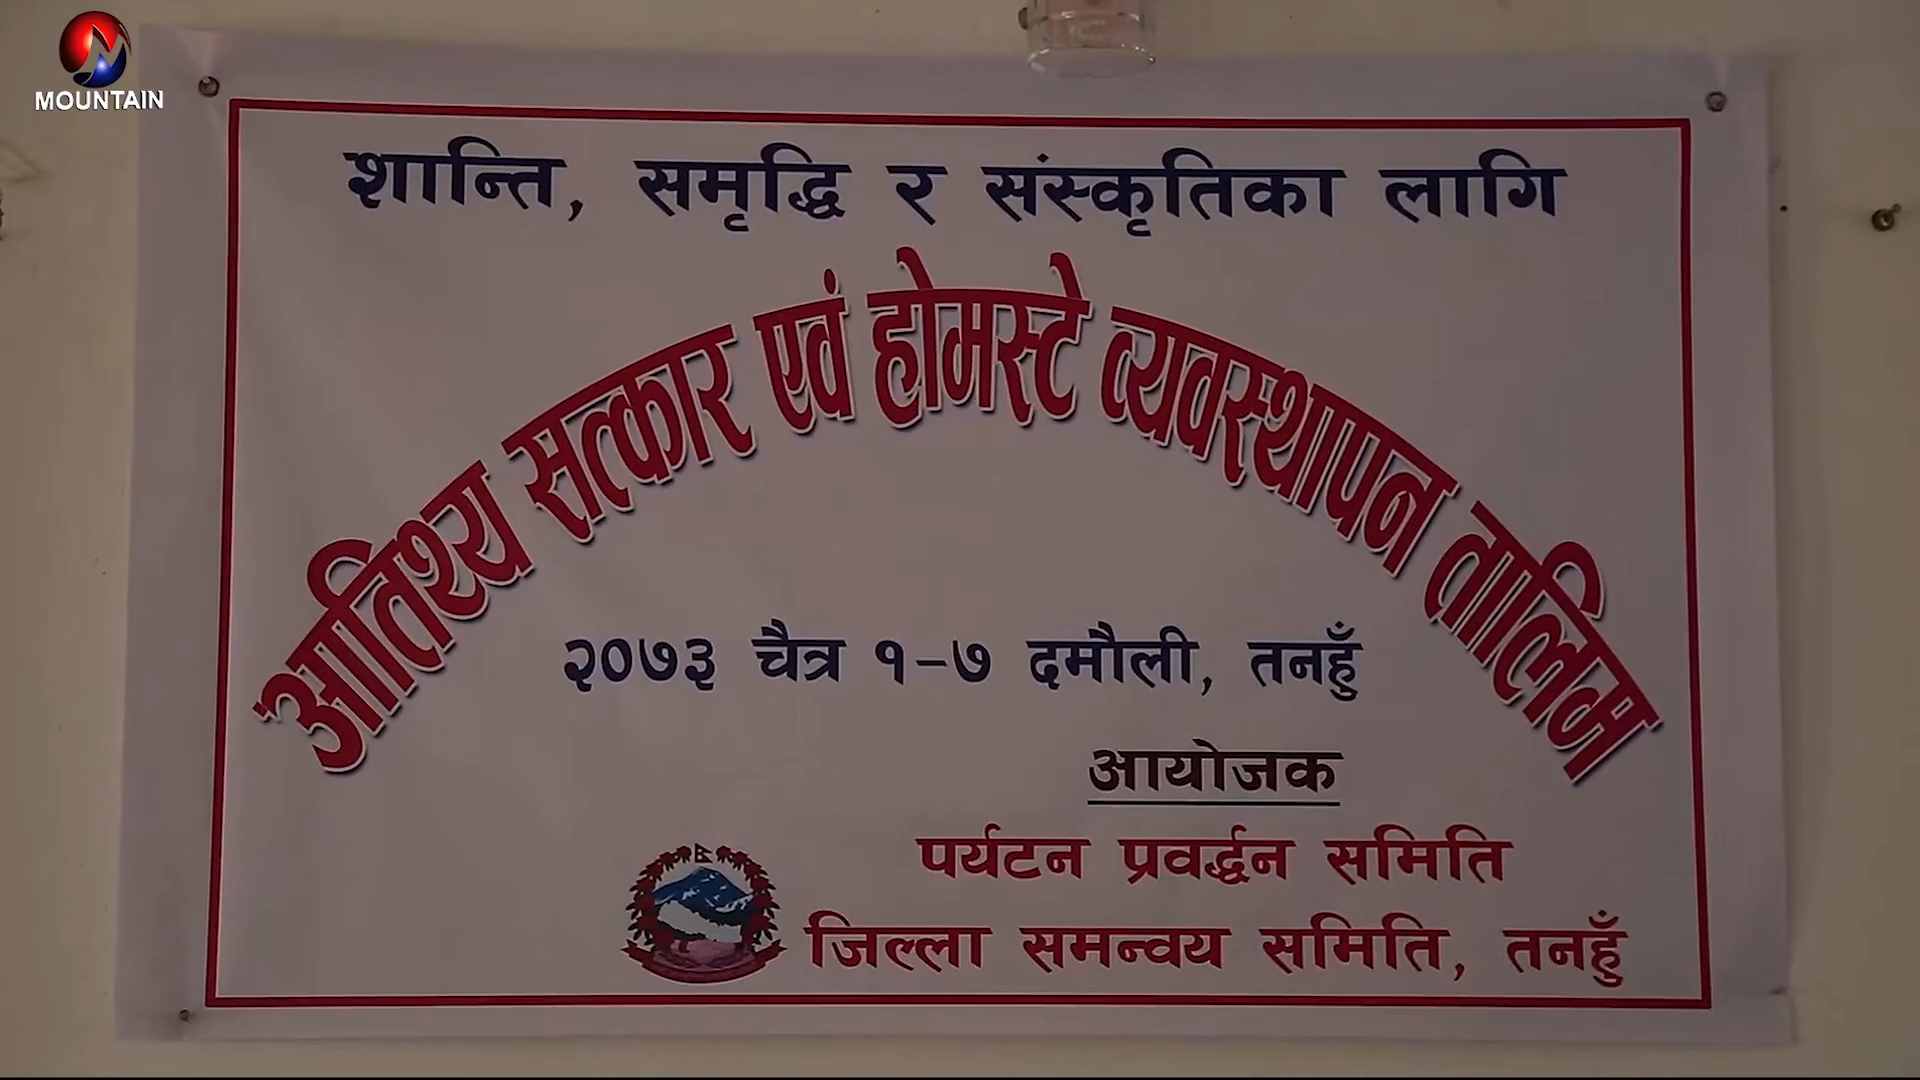 MOUNTAIN
शान्ति, समृद्धि र संस्कृतिका लागि
आतिथ्य सत्कार एवं होमस्टे व्यवस्थापन तालिम
२०७३ चैत्र १-७ दमौली, तनहुँ
आयोजक
पर्यटन प्रवर्द्धन समिति
जिल्ला समन्वय समिति, तनहुँ